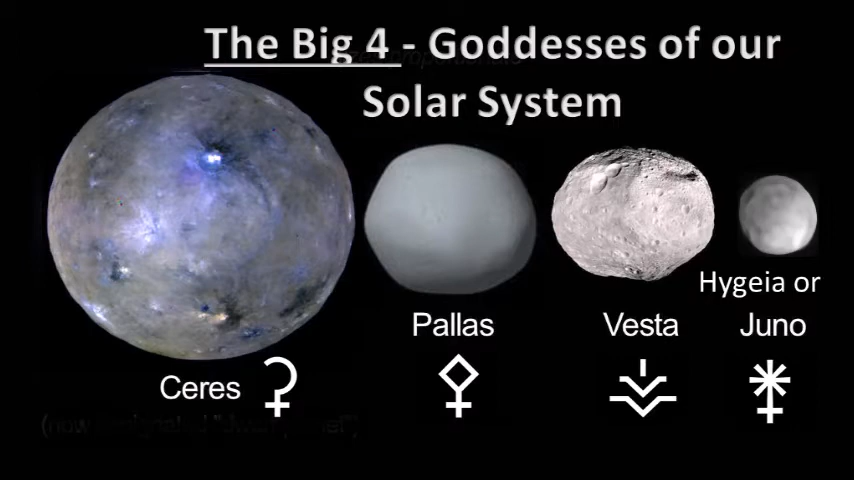 The Big 4 - Goddesses of our
Solar System
Hygeia or
Pallas
Vesta
Juno
Ceres